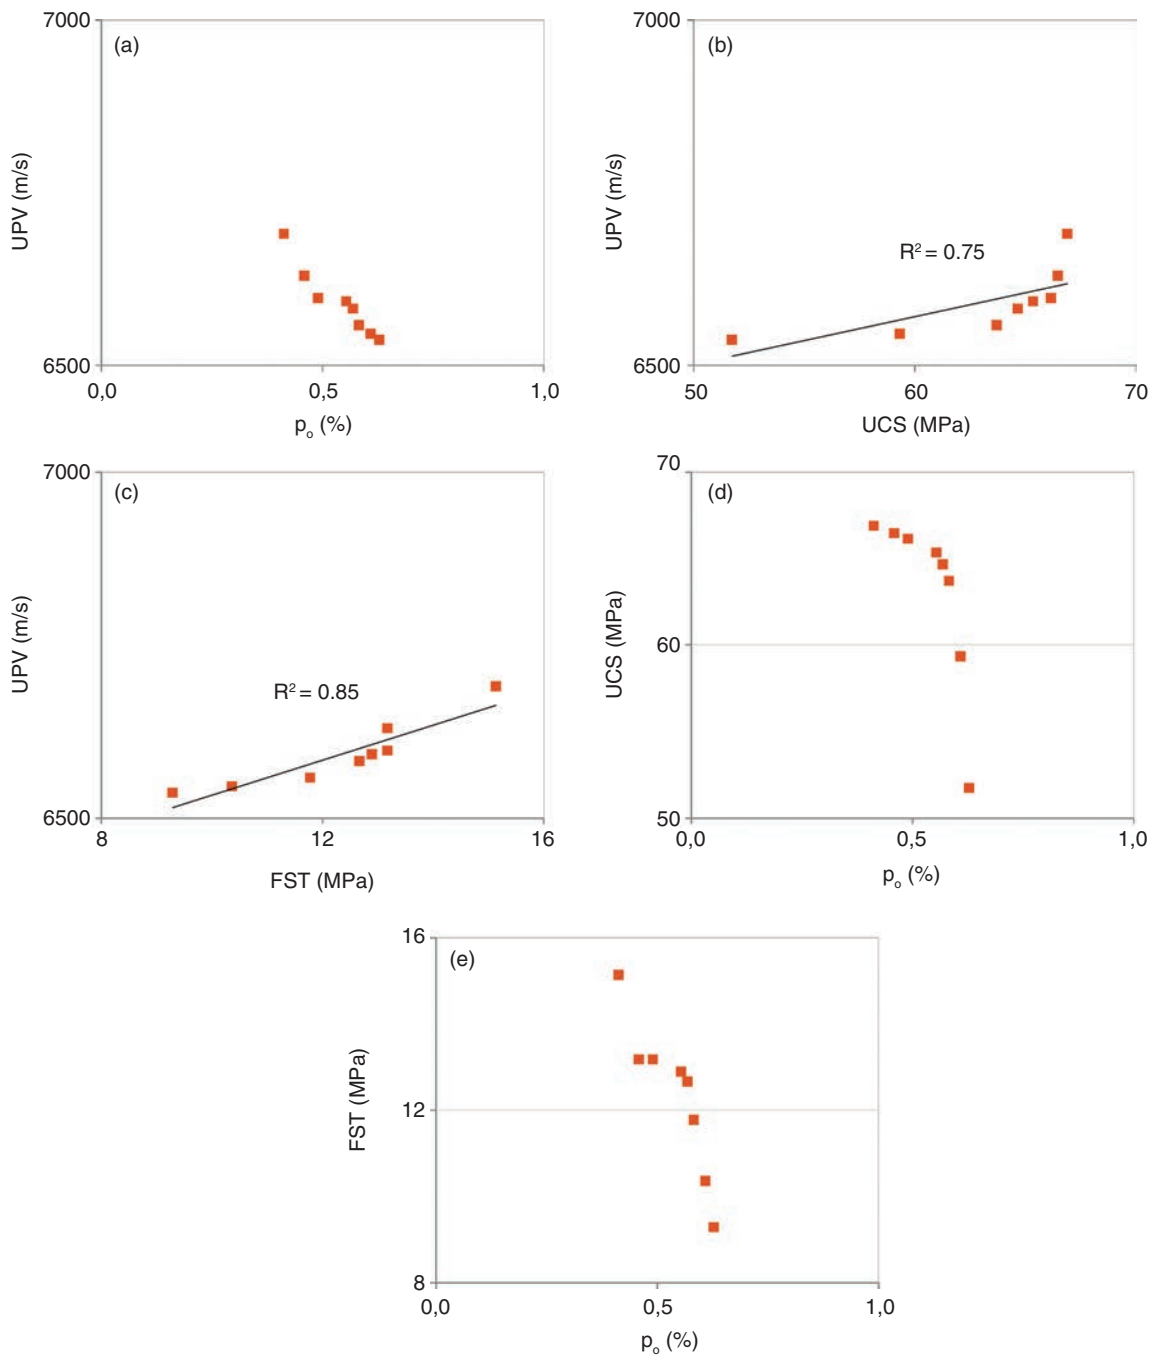 (a)
7000
UPV (m/s)
6500
0,0 0,5 1,0
pₒ (%)
(b)
7000
UPV (m/s)
R² = 0.75
6500
50 60 70
UCS (MPa)
(c)
7000
UPV (m/s)
R² = 0.85
6500
8 12 16
FST (MPa)
(d)
70
UCS (MPa)
60
50
0,0 0,5 1,0
pₒ (%)
(e)
16
FST (MPa)
12
8
0,0 0,5 1,0
pₒ (%)